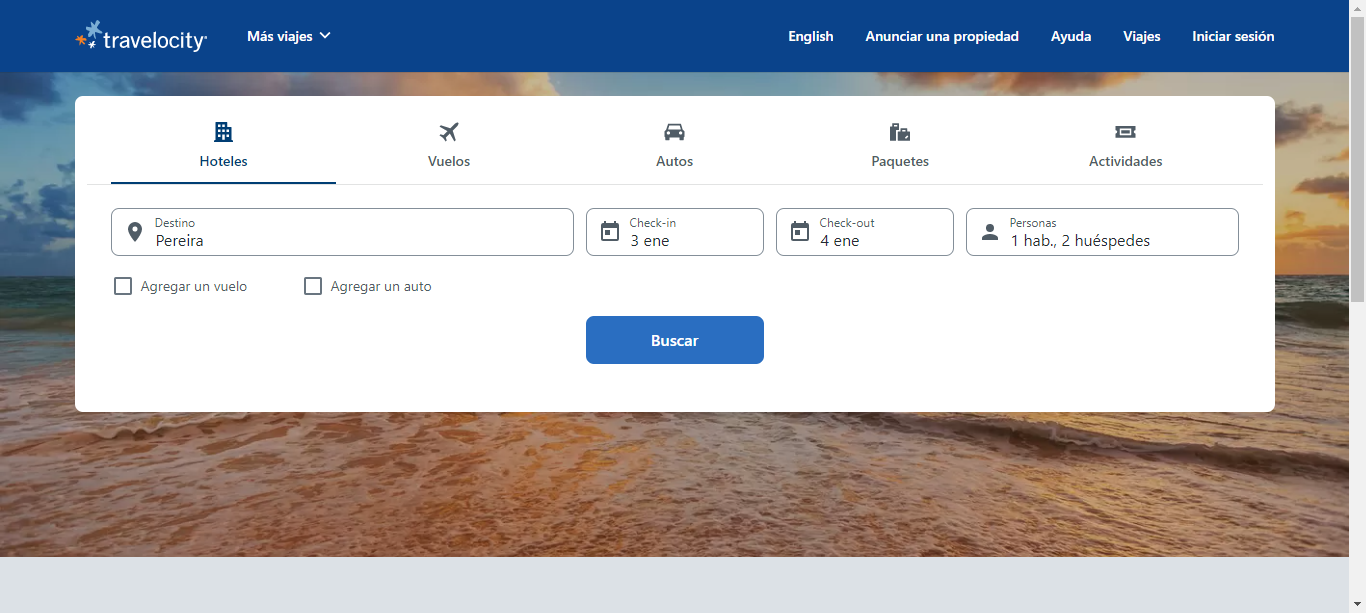 travelocity
Más viajes
English
Anunciar una propiedad
Ayuda
Viajes
Iniciar sesión
Hoteles
Vuelos
Autos
Paquetes
Actividades
Destino
Pereira
Check-in
3 ene
Check-out
4 ene
Personas
1 hab., 2 huéspedes
Agregar un vuelo
Agregar un auto
Buscar